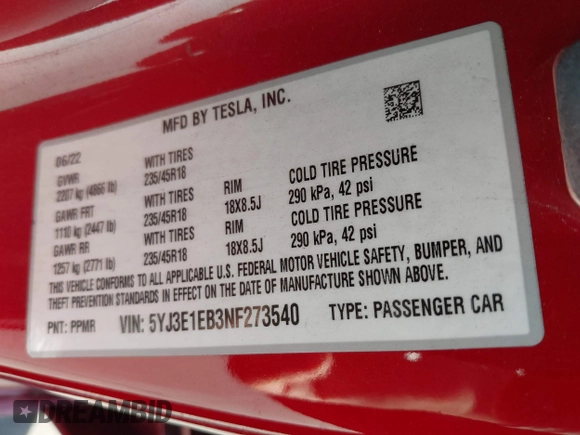 MFD BY TESLA, INC.
06/22
GVWR WITH TIRES
2207 kg (4866 lb) 235/45R18
GAWR FRT WITH TIRES RIM COLD TIRE PRESSURE
1110 kg (2447 lb) 235/45R18 18X8.5J 290 kPa, 42 psi
GAWR RR WITH TIRES RIM COLD TIRE PRESSURE
1257 kg (2771 lb) 235/45R18 18X8.5J 290 kPa, 42 psi
THIS VEHICLE CONFORMS TO ALL APPLICABLE U.S. FEDERAL MOTOR VEHICLE SAFETY, BUMPER, AND
THEFT PREVENTION STANDARDS IN EFFECT ON THE DATE OF MANUFACTURE SHOWN ABOVE.
PNT: PPMR VIN: 5YJ3E1EB3NF273540 TYPE: PASSENGER CAR
DREAMBID